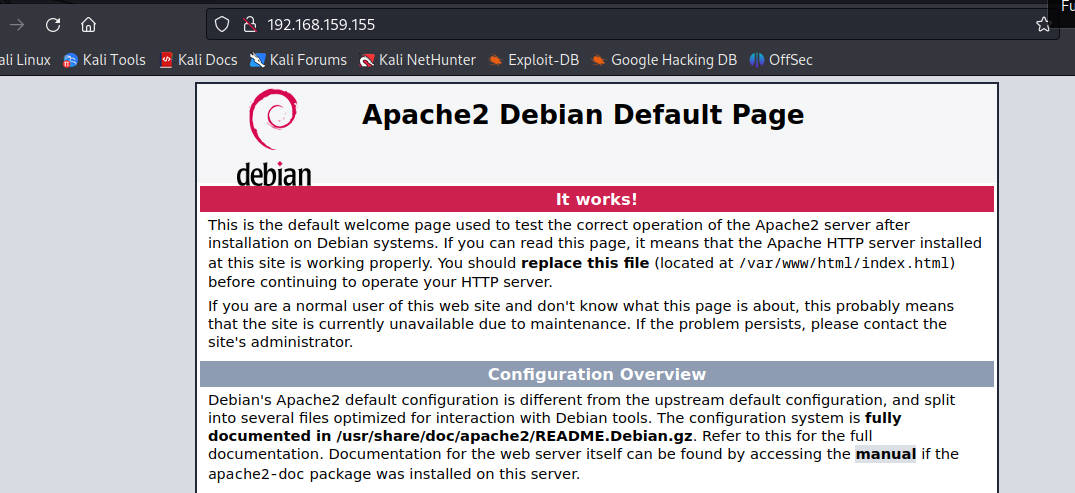 Fu
192.168.159.155
ali Linux Kali Tools Kali Docs Kali Forums Kali NetHunter Exploit-DB Google Hacking DB OffSec
Apache2 Debian Default Page
debian
It works!
This is the default welcome page used to test the correct operation of the Apache2 server after
installation on Debian systems. If you can read this page, it means that the Apache HTTP server installed
at this site is working properly. You should replace this file (located at /var/www/html/index.html)
before continuing to operate your HTTP server.
If you are a normal user of this web site and don't know what this page is about, this probably means
that the site is currently unavailable due to maintenance. If the problem persists, please contact the
site's administrator.
Configuration Overview
Debian's Apache2 default configuration is different from the upstream default configuration, and split
into several files optimized for interaction with Debian tools. The configuration system is fully
documented in /usr/share/doc/apache2/README.Debian.gz. Refer to this for the full
documentation. Documentation for the web server itself can be found by accessing the manual if the
apache2-doc package was installed on this server.